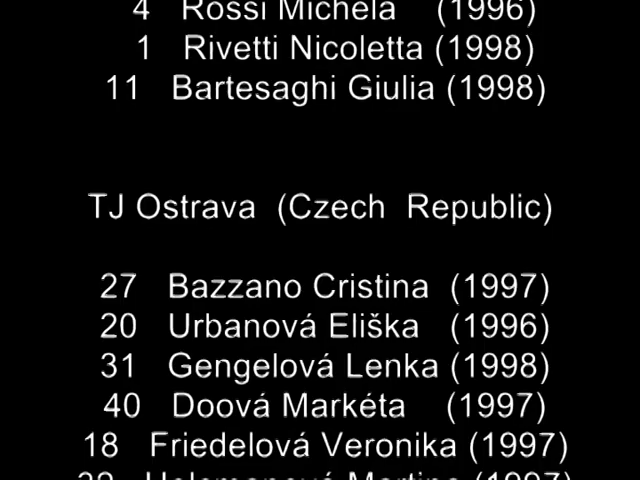 4 Rossi Michela (1996)
1 Rivetti Nicoletta (1998)
11 Bartesaghi Giulia (1998)
TJ Ostrava (Czech Republic)
27 Bazzano Cristina (1997)
20 Urbanová Eliška (1996)
31 Gengelová Lenka (1998)
40 Doová Markéta (1997)
18 Friedelová Veronika (1997)
(1997)